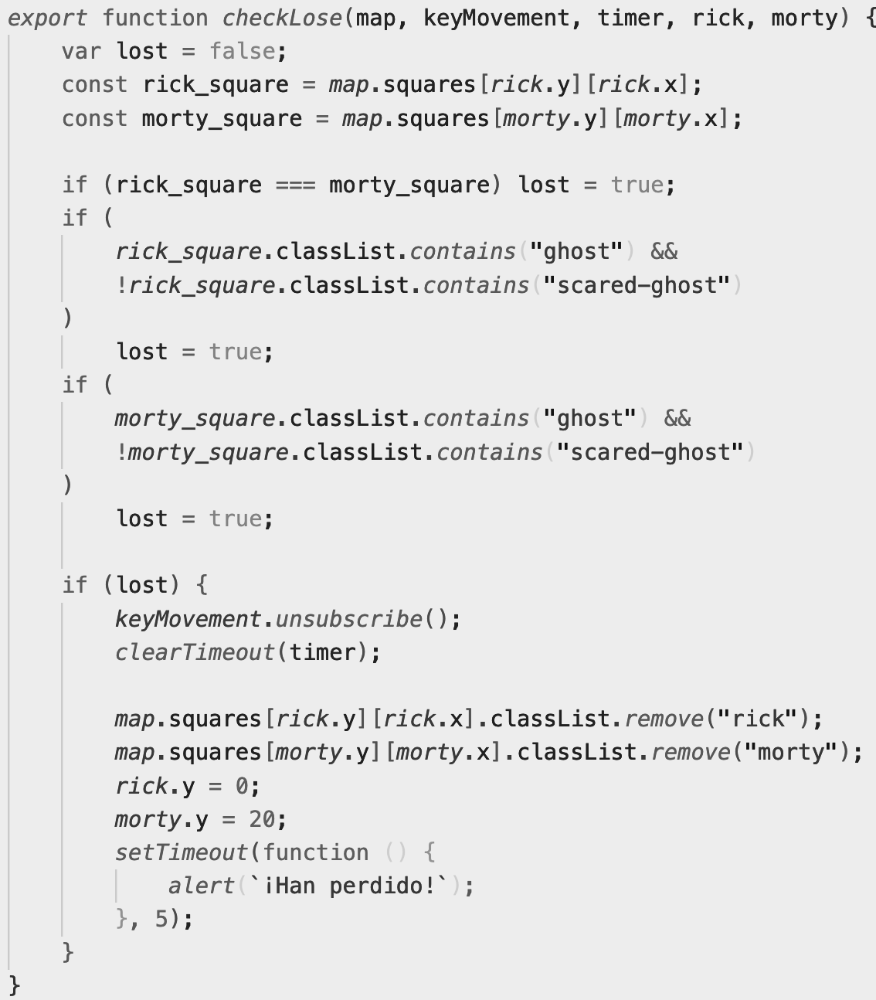 export function checkLose(map, keyMovement, timer, rick, morty) {
    var lost = false;
    const rick_square = map.squares[rick.y][rick.x];
    const morty_square = map.squares[morty.y][morty.x];

    if (rick_square === morty_square) lost = true;
    if (
        rick_square.classList.contains("ghost") &&
        !rick_square.classList.contains("scared-ghost")
    )
        lost = true;
    if (
        morty_square.classList.contains("ghost") &&
        !morty_square.classList.contains("scared-ghost")
    )
        lost = true;

    if (lost) {
        keyMovement.unsubscribe();
        clearTimeout(timer);

        map.squares[rick.y][rick.x].classList.remove("rick");
        map.squares[morty.y][morty.x].classList.remove("morty");
        rick.y = 0;
        morty.y = 20;
        setTimeout(function () {
            alert(`¡Han perdido!`);
        }, 5);
    }
}